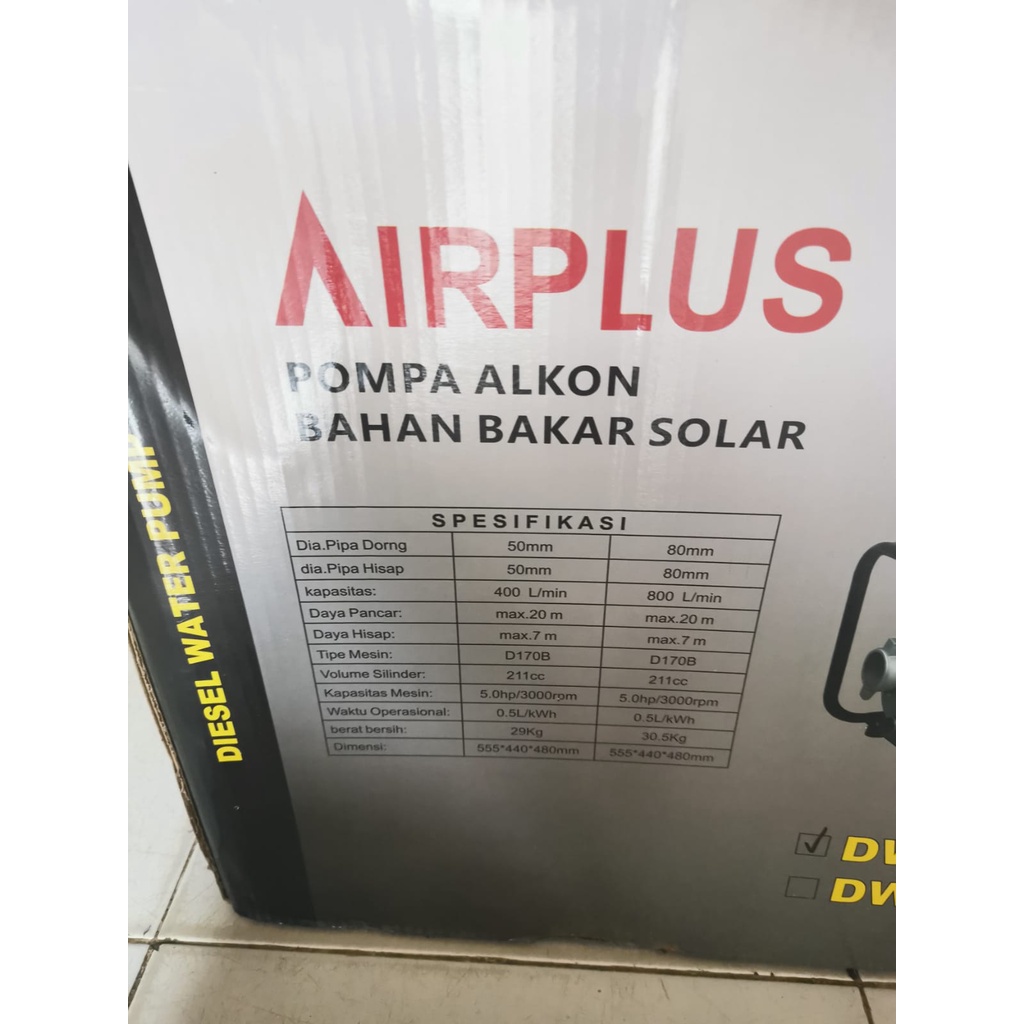 AIRPLUS
POMPA ALKON
BAHAN BAKAR SOLAR
DIESEL WATER PUMP
SPESIFIKASI
Dia.Pipa Dorng 50mm 80mm
dia.Pipa Hisap 50mm 80mm
kapasitas: 400 L/min 800 L/min
Daya Pancar: max.20 m max.20 m
Daya Hisap: max.7 m max.7 m
Tipe Mesin: D170B D170B
Volume Silinder: 211cc 211cc
Kapasitas Mesin: 5.0hp/3000rpm 5.0hp/3000rpm
Waktu Operasional: 0.5L/kWh 0.5L/kWh
berat bersih: 29Kg 30.5Kg
Dimensi: 555*440*480mm 555*440*480mm